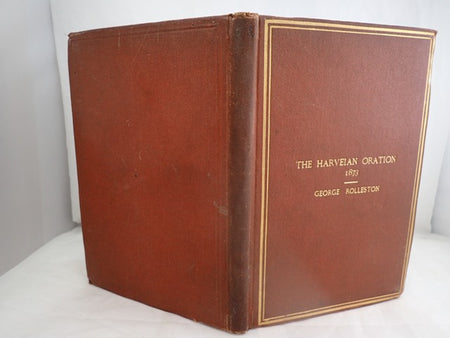 THE HARVEIAN ORATION
1873
GEORGE ROLLESTON